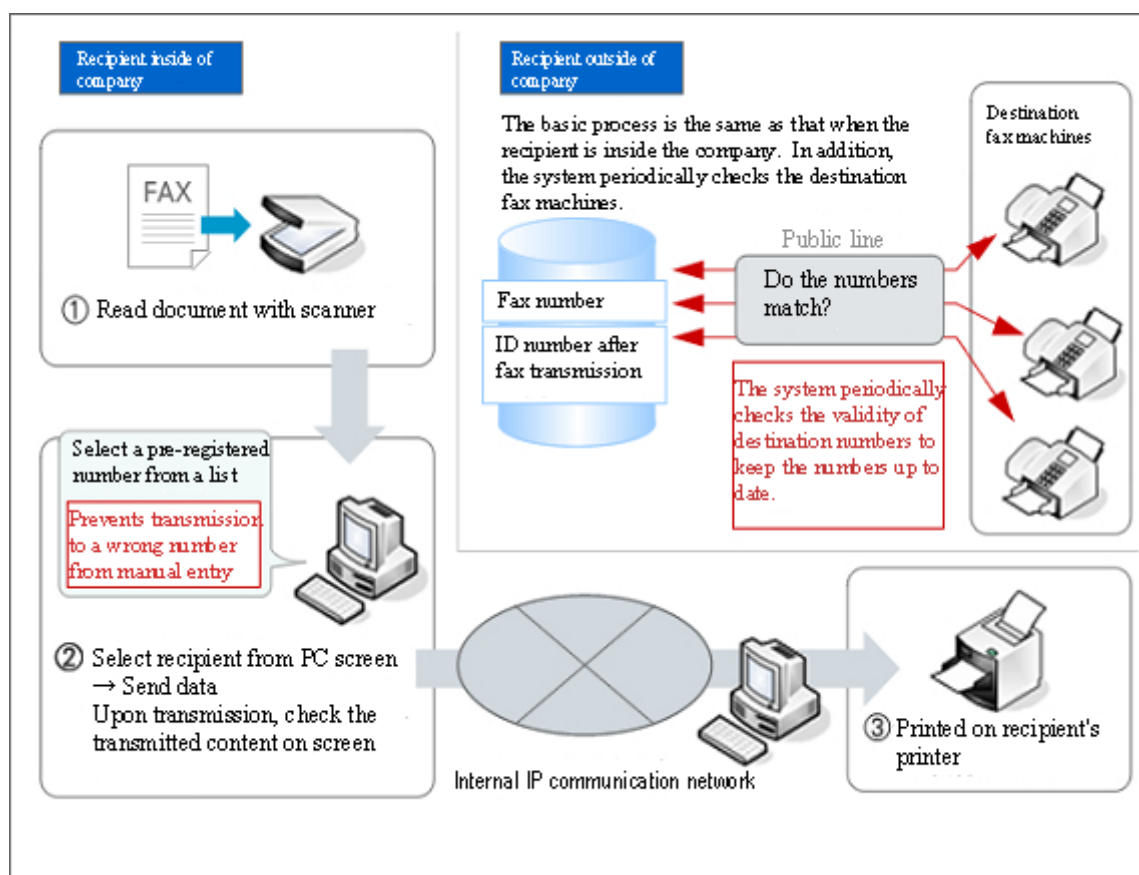 Recipient inside of
company
FAX
① Read document with scanner
Select a pre-registered
number from a list
Prevents transmission
to a wrong number
from manual entry
② Select recipient from PC screen
→ Send data
Upon transmission, check the
transmitted content on screen
Internal IP communication network
③ Printed on recipient's
printer
Recipient outside of
company
The basic process is the same as that when the
recipient is inside the company. In addition,
the system periodically checks the destination
fax machines.
Fax number
ID number after
fax transmission
Public line
Do the numbers
match?
The system periodically
checks the validity of
destination numbers to
keep the numbers up to
date.
Destination
fax machines